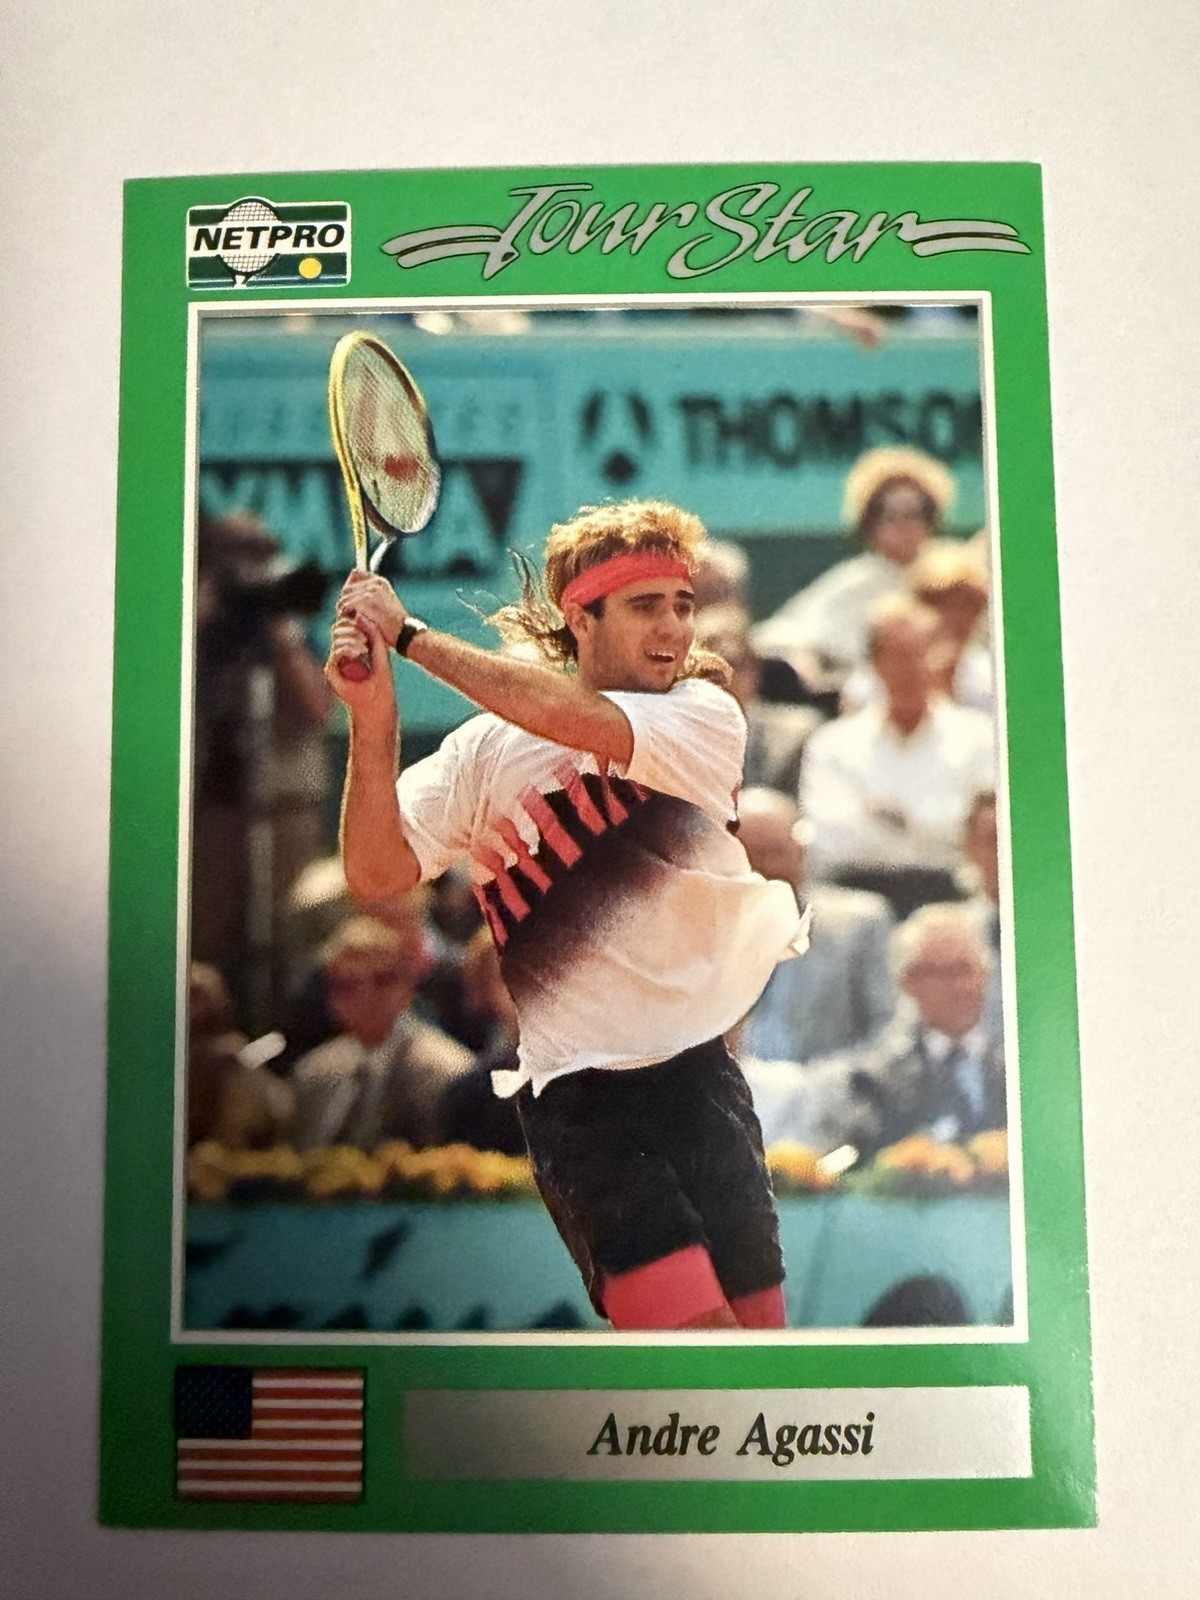 NETPRO
Tour Star
THOMSON
Andre Agassi